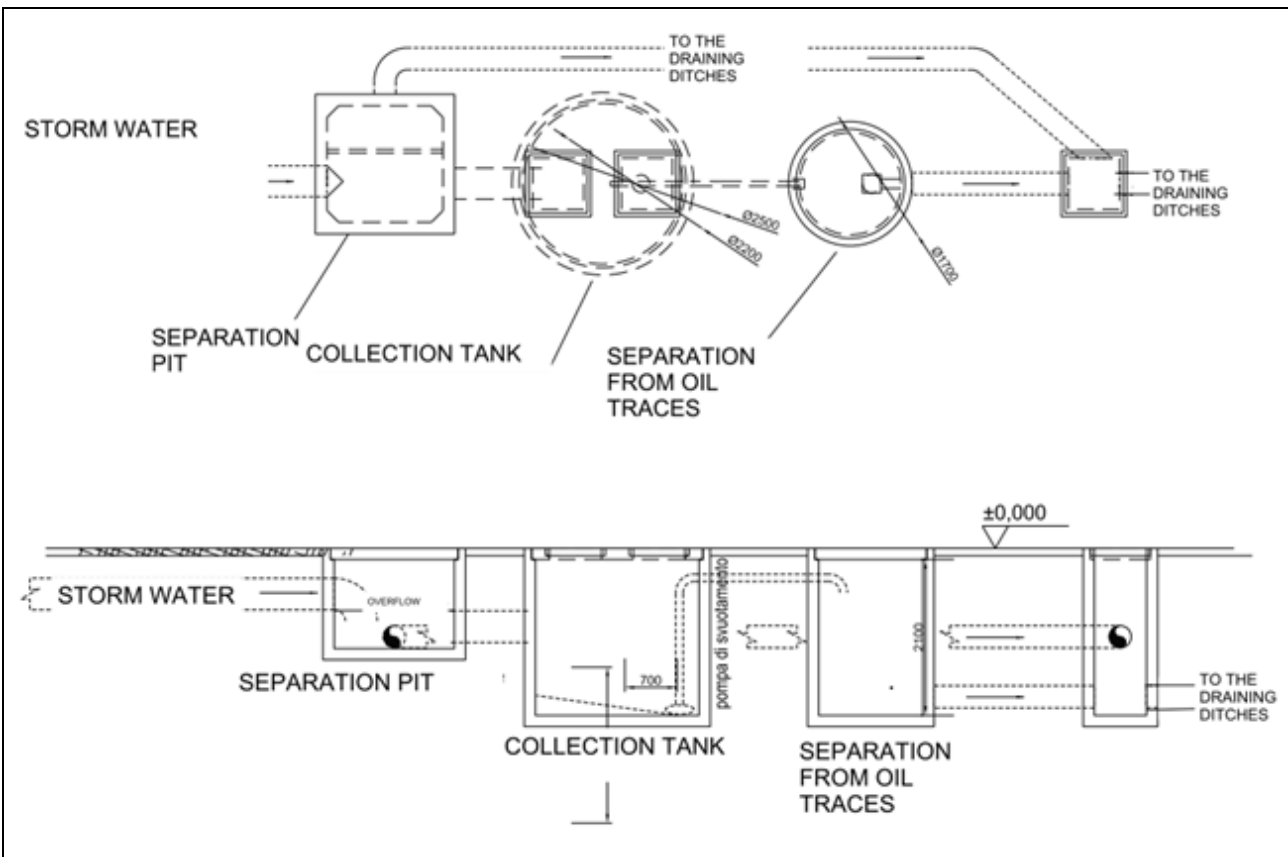 TO THE
DRAINING
DITCHES
STORM WATER
TO THE
DRAINING
DITCHES
Ø2500
Ø2200
Ø1700
SEPARATION
PIT
COLLECTION TANK
SEPARATION
FROM OIL
TRACES
±0,000
STORM WATER
OVERFLOW
pompa di svuotamento
2100
700
SEPARATION PIT
TO THE
DRAINING
DITCHES
COLLECTION TANK
SEPARATION
FROM OIL
TRACES